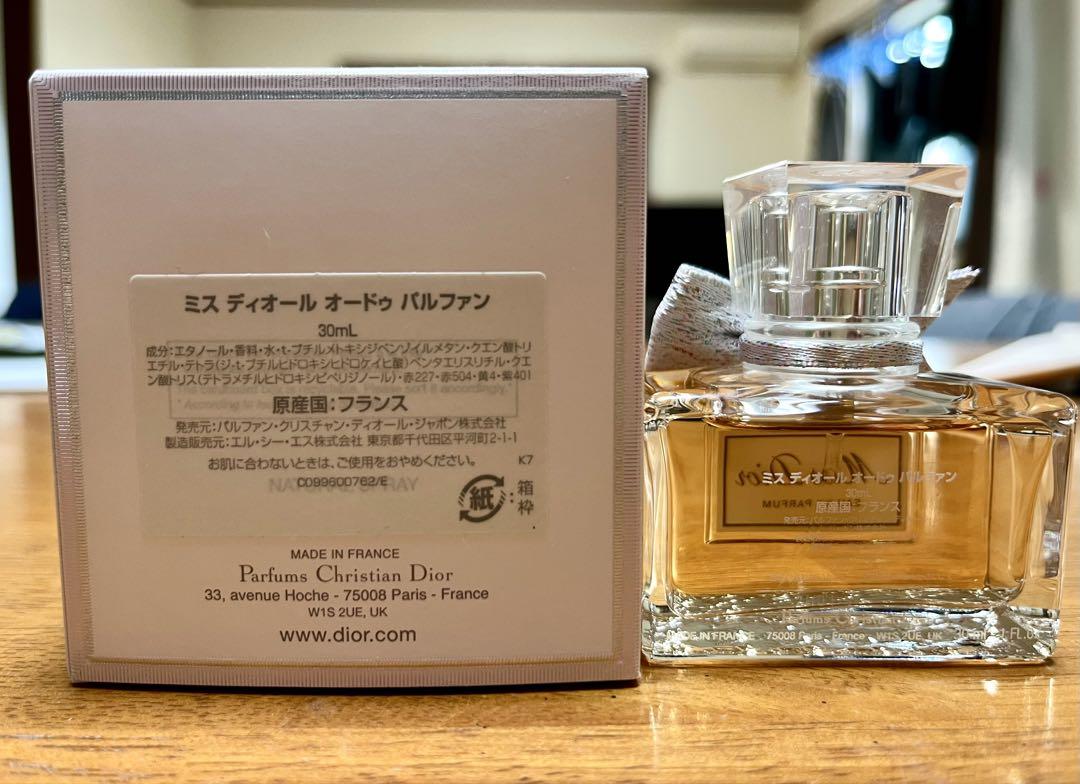 ミス ディオール オードゥ パルファン
30mL
成分:エタノール・香料・水・t-ブチルメトキシジベンゾイルメタン・クエン酸トリ
エチル・テトラ(ジ-t-ブチルヒドロキシヒドロケイヒ酸)ペンタエリスリチル・クエ
ン酸トリス(テトラメチルヒドロキシピペリジノール)・赤227・赤504・黄4・紫401
原産国:フランス
発売元:パルファン・クリスチャン・ディオール・ジャポン株式会社
製造販売元:エル・シー・エス株式会社 東京都千代田区平河町2-1-1
お肌に合わないときは、ご使用をおやめください。 K7
C099600762/E
NATURAL SPRAY
紙:箱
枠
MADE IN FRANCE
Parfums Christian Dior
33, avenue Hoche - 75008 Paris - France
W1S 2UE, UK
www.dior.com
Miss Dior
PARFUM
ミス ディオール オードゥ パルファン
30mL
原産国:フランス
Parfums Christian
MADE IN FRANCE - 75008 Paris - France - W1S 2UE, UK